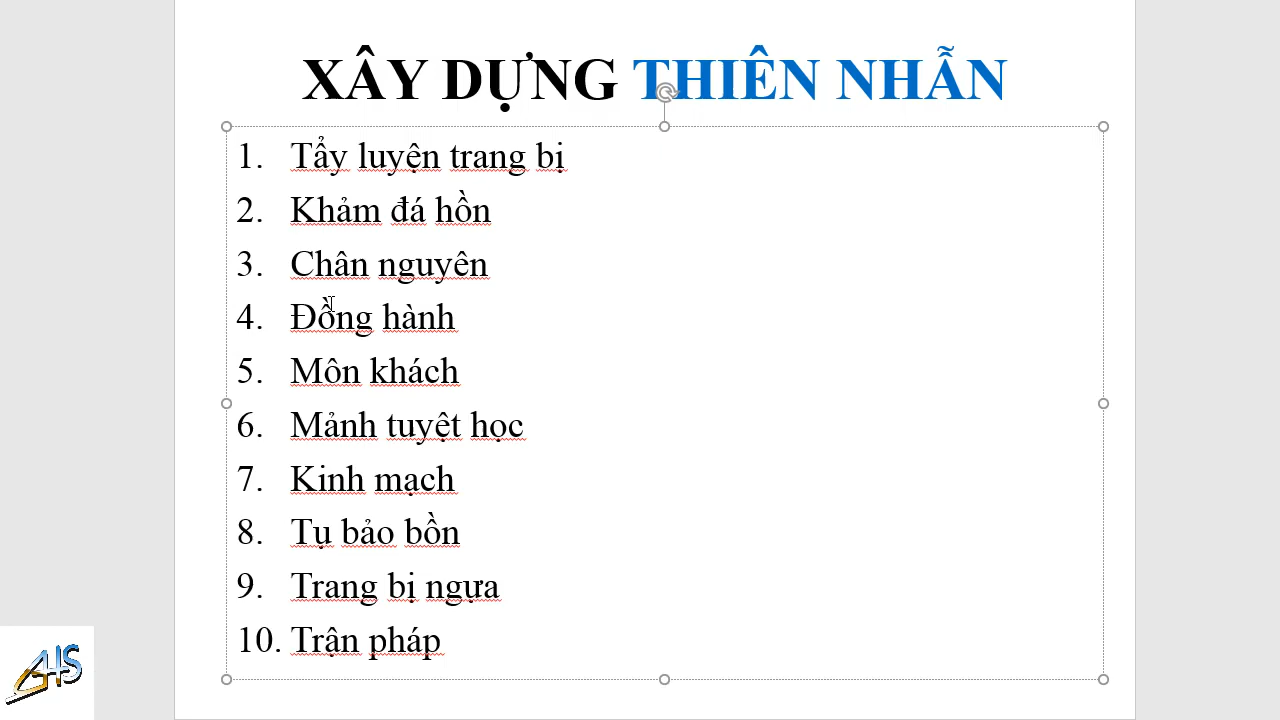 XÂY DỰNG THIÊN NHẪN
1. Tẩy luyện trang bị
2. Khảm đá hồn
3. Chân nguyên
4. Đồng hành
5. Môn khách
6. Mảnh tuyệt học
7. Kinh mạch
8. Tụ bảo bồn
9. Trang bị ngựa
10. Trận pháp
AHS